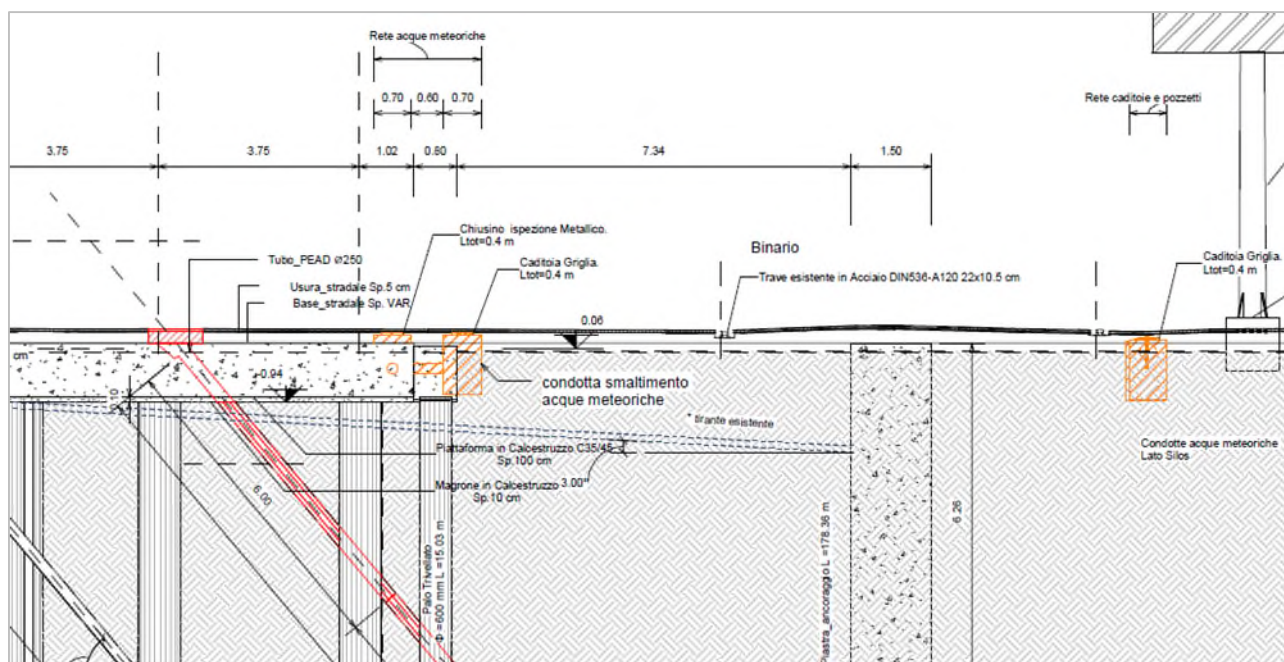 Rete acque meteoriche
0.70 0.60 0.70
Rete caditoie e pozzetti
3.75 3.75 1.02 0.80 7.34 1.50
Chiusino ispezione Metallico.
Ltot=0.4 m
Binario
Caditoia Griglia.
Ltot=0.4 m
Caditoia Griglia.
Ltot=0.4 m
Tubo_PEAD Ø250
Trave esistente in Acciaio DIN536-A120 22x10.5 cm
Usura_stradale Sp.5 cm
Base_stradale Sp. VAR
0.06
cm
-0.94
condotta smaltimento
acque meteoriche
* tirante esistente
Piattaforma in Calcestruzzo C35/45
Sp.100 cm
Condotte acque meteoriche
Lato Silos
Magrone in Calcestruzzo
Sp.10 cm
3.00°
6.00
6.26
Palo Trivellato
Φ =600 mm L =15.03 m
Piastra_ancoraggio L =178.36 m